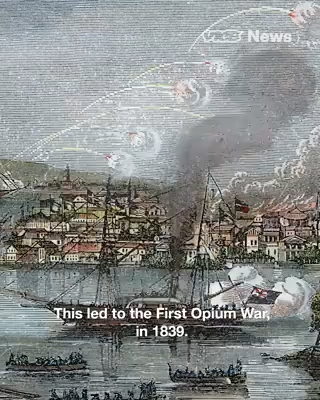 News
This led to the First Opium War,
in 1839.